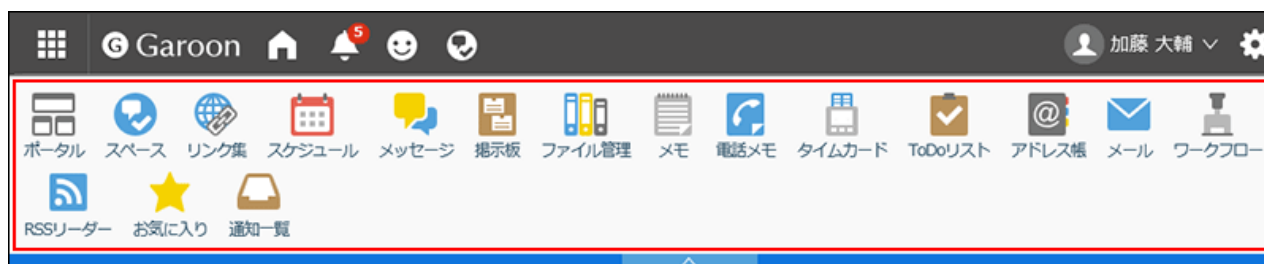 G Garoon 5 加藤 大輔
ポータル スペース リンク集 スケジュール メッセージ 掲示板 ファイル管理 メモ 電話メモ タイムカード ToDoリスト アドレス帳 メール ワークフロー
RSSリーダー お気に入り 通知一覧